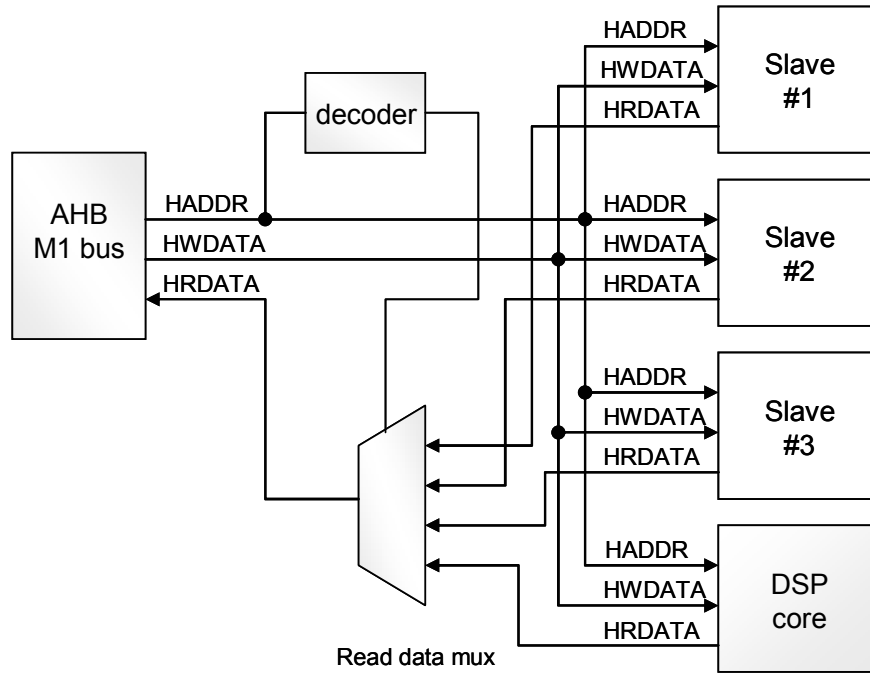 HADDR
HWDATA
HRDATA
Slave
#1
decoder
AHB
M1 bus
HADDR
HWDATA
HRDATA
HADDR
HWDATA
HRDATA
Slave
#2
HADDR
HWDATA
HRDATA
Slave
#3
HADDR
HWDATA
HRDATA
DSP
core
Read data mux